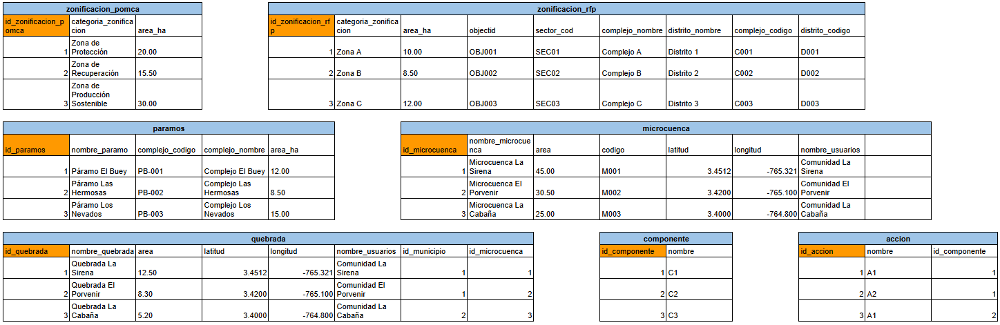 zonificacion_pomca
id_zonificacion_p
omca
categoria_zonifica
cion
area_ha
1
Zona de
Protección
20.00
2
Zona de
Recuperación
15.50
3
Zona de
Producción
Sostenible
30.00
zonificacion_rfp
id_zonificacion_rf
p
categoria_zonifica
cion
area_ha
objectid
sector_cod
complejo_nombre
distrito_nombre
complejo_codigo
distrito_codigo
1 Zona A 10.00 OBJ001 SEC01 Complejo A Distrito 1 C001 D001
2 Zona B 8.50 OBJ002 SEC02 Complejo B Distrito 2 C002 D002
3 Zona C 12.00 OBJ003 SEC03 Complejo C Distrito 3 C003 D003
paramos
id_paramos nombre_paramo complejo_codigo complejo_nombre area_ha
1 Páramo El Buey PB-001 Complejo El Buey 12.00
2
Páramo Las
Hermosas
PB-002
Complejo Las
Hermosas
8.50
3
Páramo Los
Nevados
PB-003
Complejo Los
Nevados
15.00
microcuenca
id_microcuenca
nombre_microcue
nca
area
codigo
latitud
longitud
nombre_usuarios
1
Microcuenca La
Sirena
45.00
M001
3.4512
-765.321
Comunidad La
Sirena
2
Microcuenca El
Porvenir
30.50
M002
3.4200
-765.100
Comunidad El
Porvenir
3
Microcuenca La
Cabaña
25.00
M003
3.4000
-764.800
Comunidad La
Cabaña
quebrada
id_quebrada nombre_quebrada area latitud longitud nombre_usuarios id_municipio id_microcuenca
1
Quebrada La
Sirena
12.50
3.4512
-765.321
Comunidad La
Sirena
1
1
2
Quebrada El
Porvenir
8.30
3.4200
-765.100
Comunidad El
Porvenir
1
2
3
Quebrada La
Cabaña
5.20
3.4000
-764.800
Comunidad La
Cabaña
2
3
componente
id_componente nombre
1 C1
2 C2
3 C3
accion
id_accion nombre id_componente
1 A1 1
2 A2 1
3 A1 2